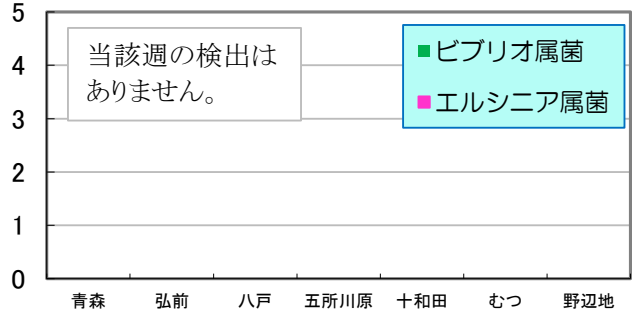 5
4
3
2
1
0
当該週の検出は
ありません。
■ビブリオ属菌
■エルシニア属菌
青森 弘前 八戸 五所川原 十和田 むつ 野辺地